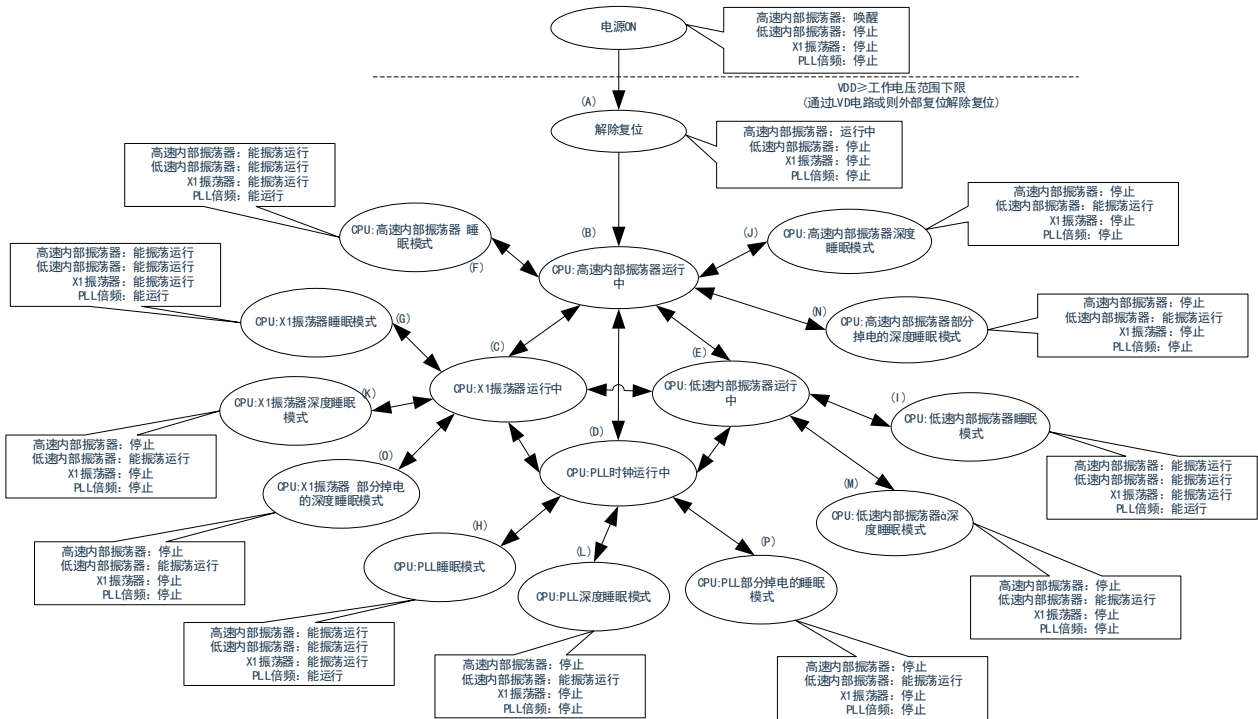 电源ON
高速内部振荡器: 唤醒
低速内部振荡器: 停止
X1振荡器: 停止
PLL倍频: 停止
VDD≥工作电压范围下限
(通过LVD电路或则外部复位解除复位)
(A)
解除复位
高速内部振荡器: 运行中
低速内部振荡器: 停止
X1振荡器: 停止
PLL倍频: 停止
高速内部振荡器: 能振荡运行
低速内部振荡器: 能振荡运行
X1振荡器: 能振荡运行
PLL倍频: 能运行
CPU:高速内部振荡器 睡
眠模式
(F)
(B)
CPU:高速内部振荡器运行
中
(J)
CPU:高速内部振荡器深度
睡眠模式
高速内部振荡器: 停止
低速内部振荡器: 能振荡运行
X1振荡器: 停止
PLL倍频: 停止
高速内部振荡器: 能振荡运行
低速内部振荡器: 能振荡运行
X1振荡器: 能振荡运行
PLL倍频: 能运行
CPU:X1振荡器睡眠模式
(G)
(N)
CPU:高速内部振荡器部分
掉电的深度睡眠模式
高速内部振荡器: 停止
低速内部振荡器: 能振荡运行
X1振荡器: 停止
PLL倍频: 停止
(C)
CPU:X1振荡器运行中
(E)
CPU:低速内部振荡器运行
中
(K)
CPU:X1振荡器深度睡眠
模式
高速内部振荡器: 停止
低速内部振荡器: 能振荡运行
X1振荡器: 停止
PLL倍频: 停止
(I)
CPU:低速内部振荡器睡眠
模式
高速内部振荡器: 能振荡运行
低速内部振荡器: 能振荡运行
X1振荡器: 能振荡运行
PLL倍频: 能运行
(D)
CPU:PLL时钟运行中
(O)
CPU:X1振荡器 部分掉电
的深度睡眠模式
高速内部振荡器: 停止
低速内部振荡器: 能振荡运行
X1振荡器: 停止
PLL倍频: 停止
(M)
CPU:低速内部振荡器à深
度睡眠模式
高速内部振荡器: 停止
低速内部振荡器: 能振荡运行
X1振荡器: 停止
PLL倍频: 停止
(H)
CPU:PLL睡眠模式
高速内部振荡器: 能振荡运行
低速内部振荡器: 能振荡运行
X1振荡器: 能振荡运行
PLL倍频: 能运行
(L)
CPU:PLL深度睡眠模式
高速内部振荡器: 停止
低速内部振荡器: 能振荡运行
X1振荡器: 停止
PLL倍频: 停止
(P)
CPU:PLL部分掉电的睡眠
模式
高速内部振荡器: 停止
低速内部振荡器: 能振荡运行
X1振荡器: 停止
PLL倍频: 停止